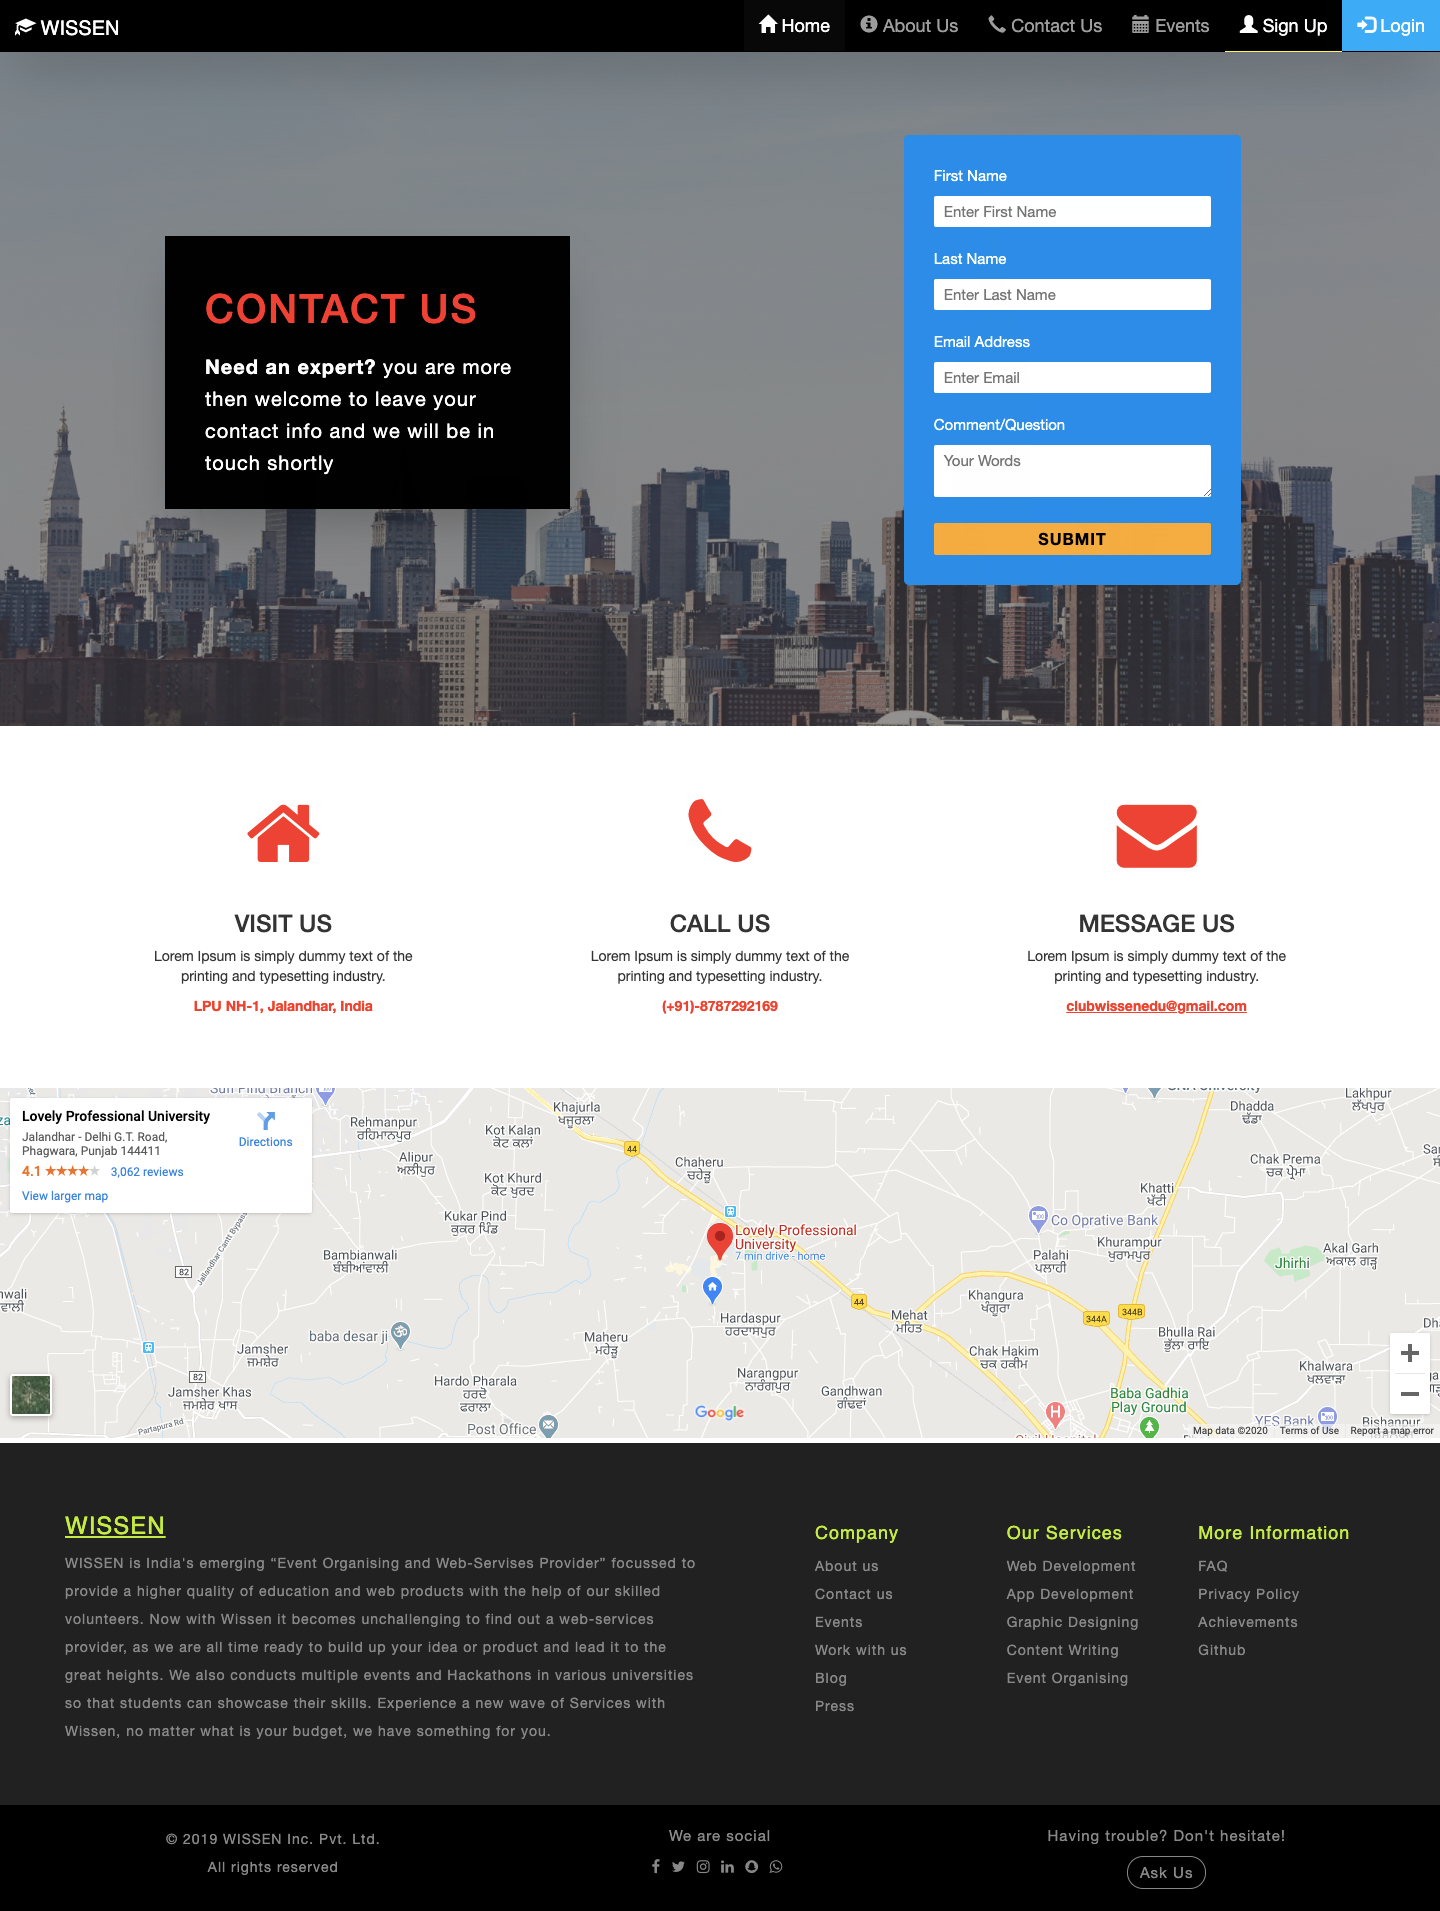 WISSEN
Home
About Us
Contact Us
Events
Sign Up
Login
CONTACT US
Need an expert? you are more
then welcome to leave your
contact info and we will be in
touch shortly
First Name
Enter First Name
Last Name
Enter Last Name
Email Address
Enter Email
Comment/Question
Your Words
SUBMIT
VISIT US
Lorem Ipsum is simply dummy text of the
printing and typesetting industry.
LPU NH-1, Jalandhar, India
CALL US
Lorem Ipsum is simply dummy text of the
printing and typesetting industry.
(+91)-8787292169
MESSAGE US
Lorem Ipsum is simply dummy text of the
printing and typesetting industry.
clubwissenedu@gmail.com
Lovely Professional University
Jalandhar - Delhi G.T. Road,
Phagwara, Punjab 144411
4.1
3,062 reviews
View larger map
Directions
Rehmanpur
ਰਹਿਮਾਨਪੁਰ
Alipur
ਅਲੀਪੁਰ
Kot Kalan
ਕੋਟ ਕਲਾਂ
Khajurla
ਖਜੂਰਲਾ
44
Chaheru
ਚਹੇੜੂ
Kot Khurd
ਕੋਟ ਖੁਰਦ
Kukar Pind
ਕੁਕਰ ਪਿੰਡ
Bambianwali
ਬੰਬੀਆਂਵਾਲੀ
Jallandhar Cantt Bypass
82
Lovely Professional
University
7 min drive - home
Hardaspur
ਹਰਦਾਸਪੁਰ
baba desar ji
Jamsher
ਜਮਸ਼ੇਰ
82
Jamsher Khas
ਜਮਸ਼ੇਰ ਖਾਸ
Partapura Rd
Hardo Pharala
ਹਰਦੋ
ਫਰਾਲਾ
Post Office
Maheru
ਮਹੇੜੂ
Narangpur
ਨਾਰੰਗਪੁਰ
Google
Gandhwan
ਗੰਢਵਾਂ
44
Mehat
ਮਹਿਤ
Khangura
ਖੰਗੂਰਾ
Chak Hakim
ਚਕ ਹਕੀਮ
344A
344B
Bhulla Rai
ਭੁੱਲਾ ਰਾਇ
Khalwara
ਖਲਵਾੜਾ
Baba Gadhia
Play Ground
YES Bank
Bishanpur
Dhadda
ਢੱਡਾ
Lakhpur
ਲੱਖਪੁਰ
Chak Prema
ਚਕ ਪ੍ਰੇਮਾ
Khatti
ਖੱਟੀ
Co Oprative Bank
Khurampur
ਖੁਰਾਮਪੁਰ
Palahi
ਪਲਾਹੀ
Jhirhi
Akal Garh
ਅਕਾਲ ਗੜ੍ਹ
Map data ©2020
Terms of Use
Report a map error
WISSEN
WISSEN is India's emerging “Event Organising and Web-Servises Provider” focussed to
provide a higher quality of education and web products with the help of our skilled
volunteers. Now with Wissen it becomes unchallenging to find out a web-services
provider, as we are all time ready to build up your idea or product and lead it to the
great heights. We also conducts multiple events and Hackathons in various universities
so that students can showcase their skills. Experience a new wave of Services with
Wissen, no matter what is your budget, we have something for you.
Company
About us
Contact us
Events
Work with us
Blog
Press
Our Services
Web Development
App Development
Graphic Designing
Content Writing
Event Organising
More Information
FAQ
Privacy Policy
Achievements
Github
© 2019 WISSEN Inc. Pvt. Ltd.
All rights reserved
We are social
Having trouble? Don't hesitate!
Ask Us